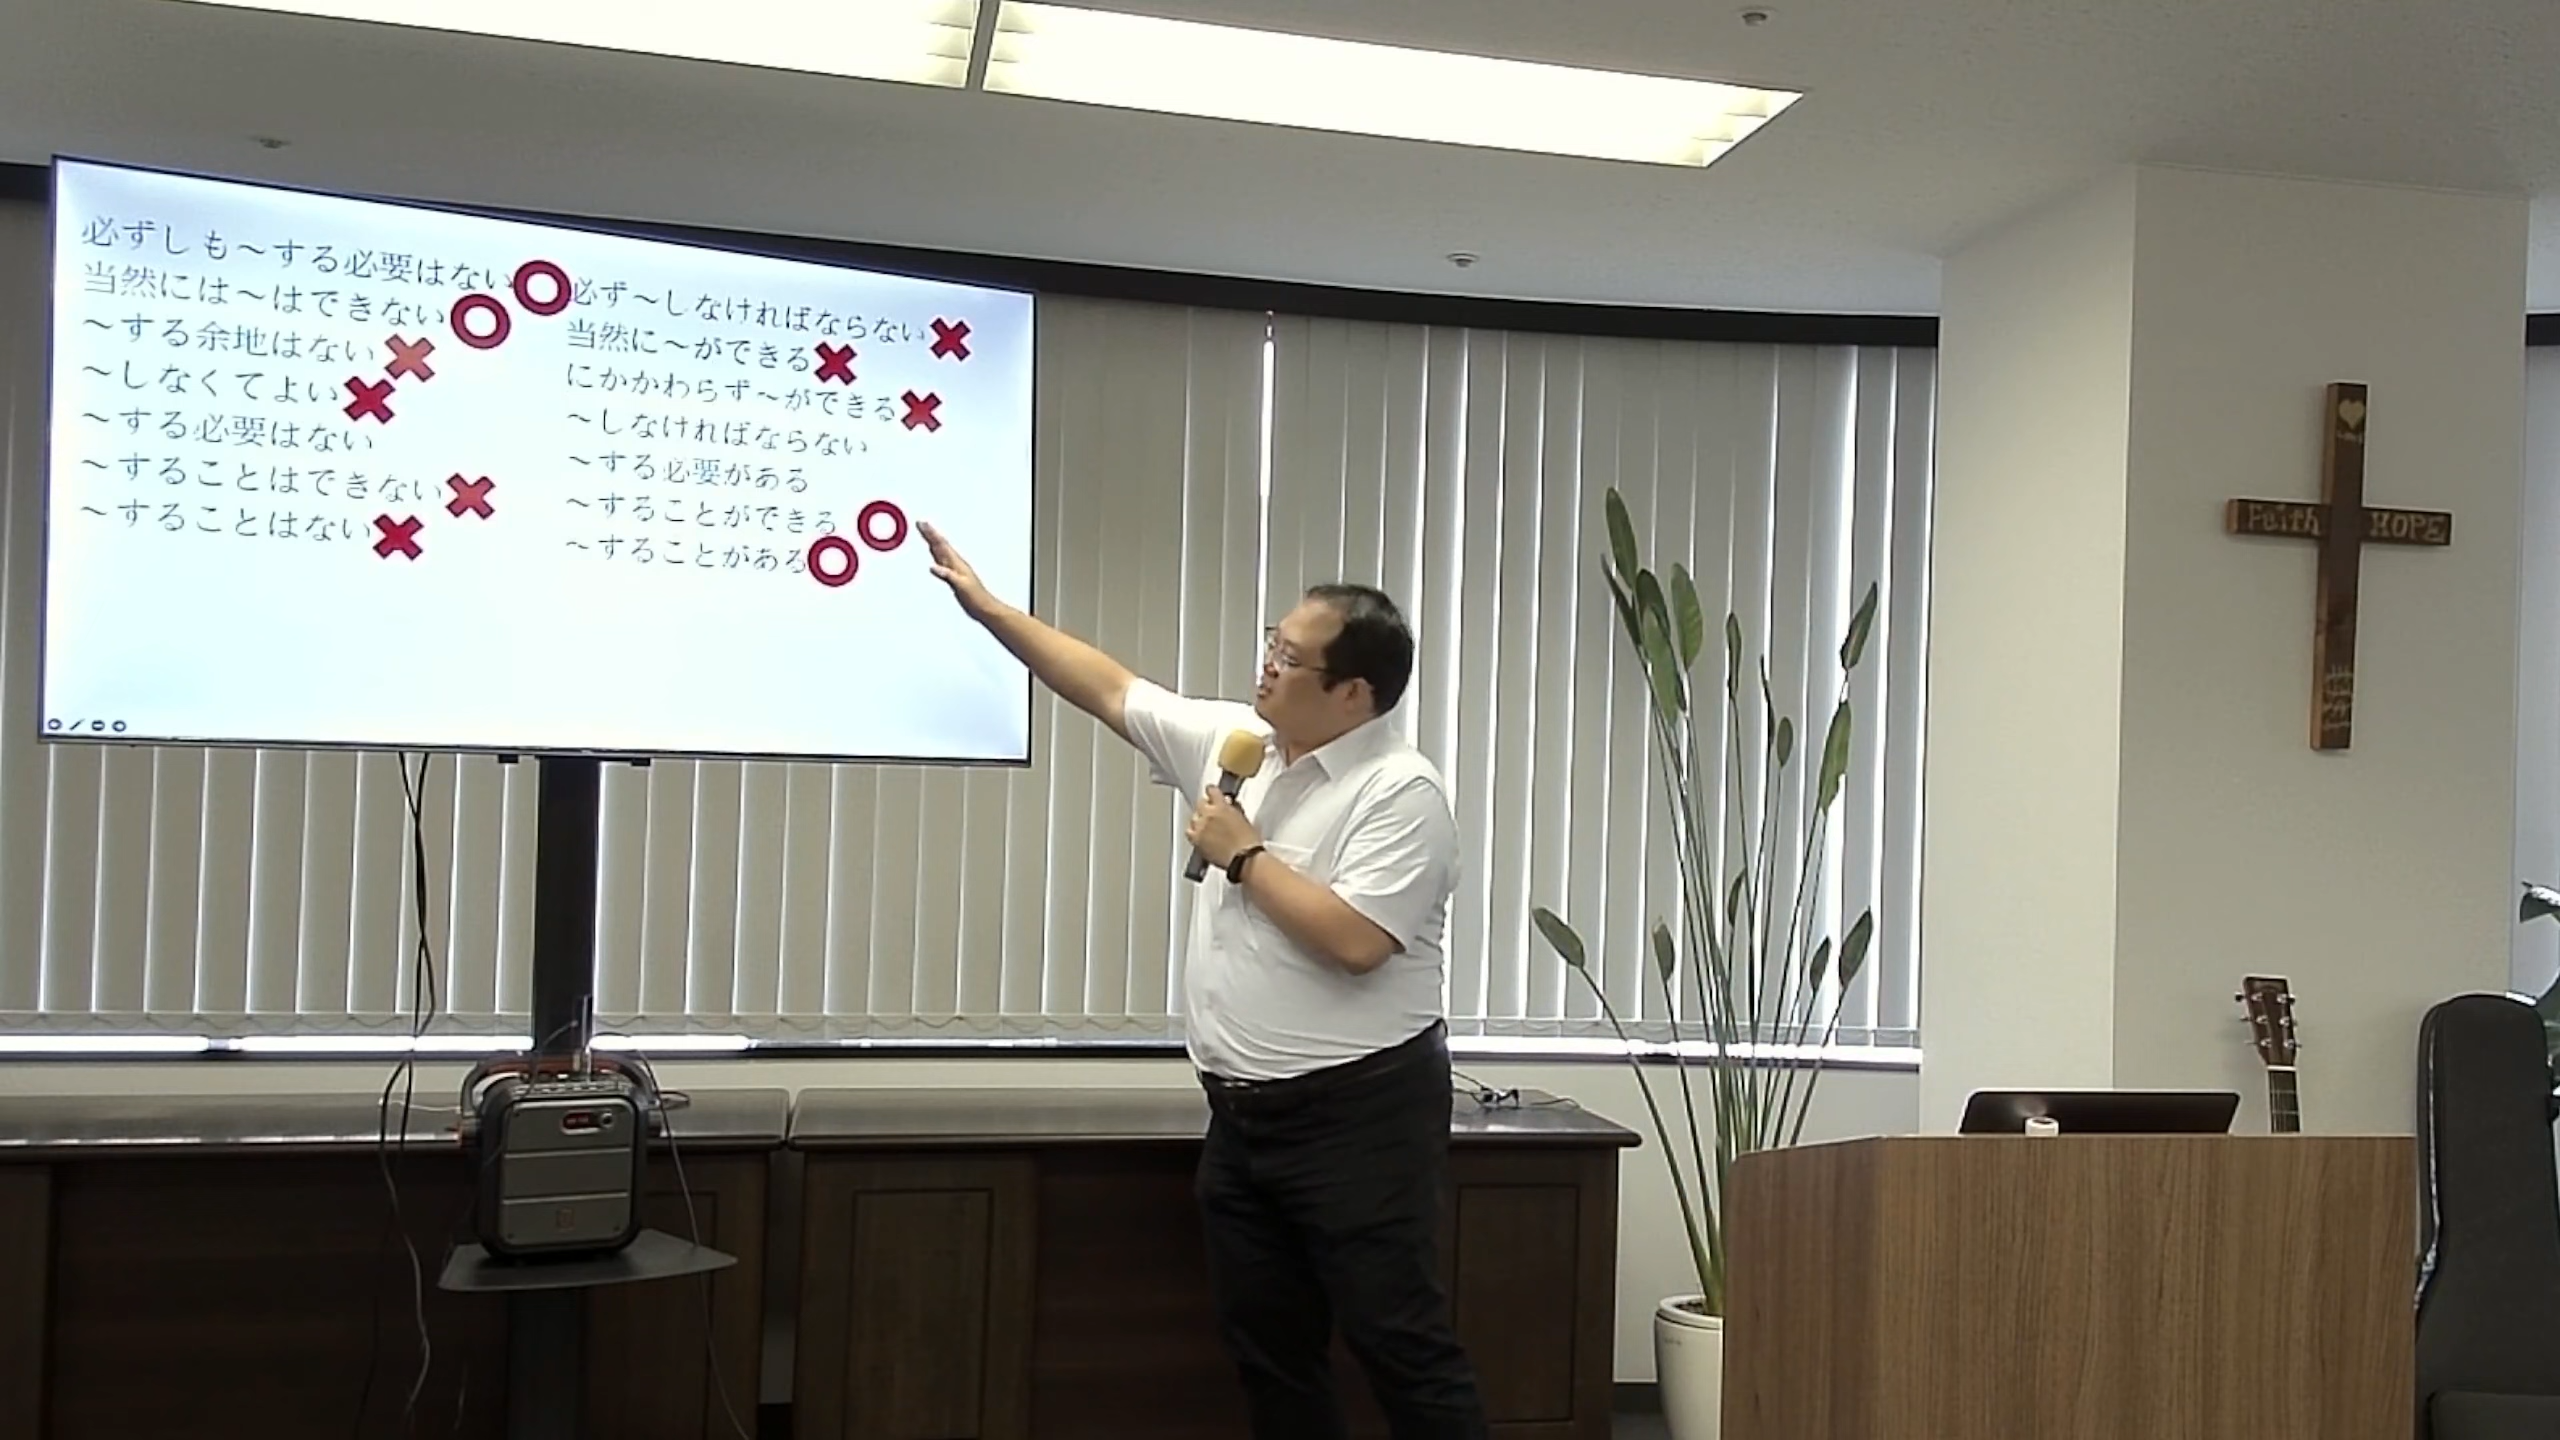 必ずしも～する必要はない⭕
当然には～はできない⭕
～する余地はない❌
～しなくてよい❌
～する必要はない
～することはできない❌
～することはない❌
必ず～しなければならない❌
当然に～ができる❌
にかかわらず～ができる❌
～しなければならない
～する必要がある
～することができる⭕
～することがある⭕
Faith HOPE